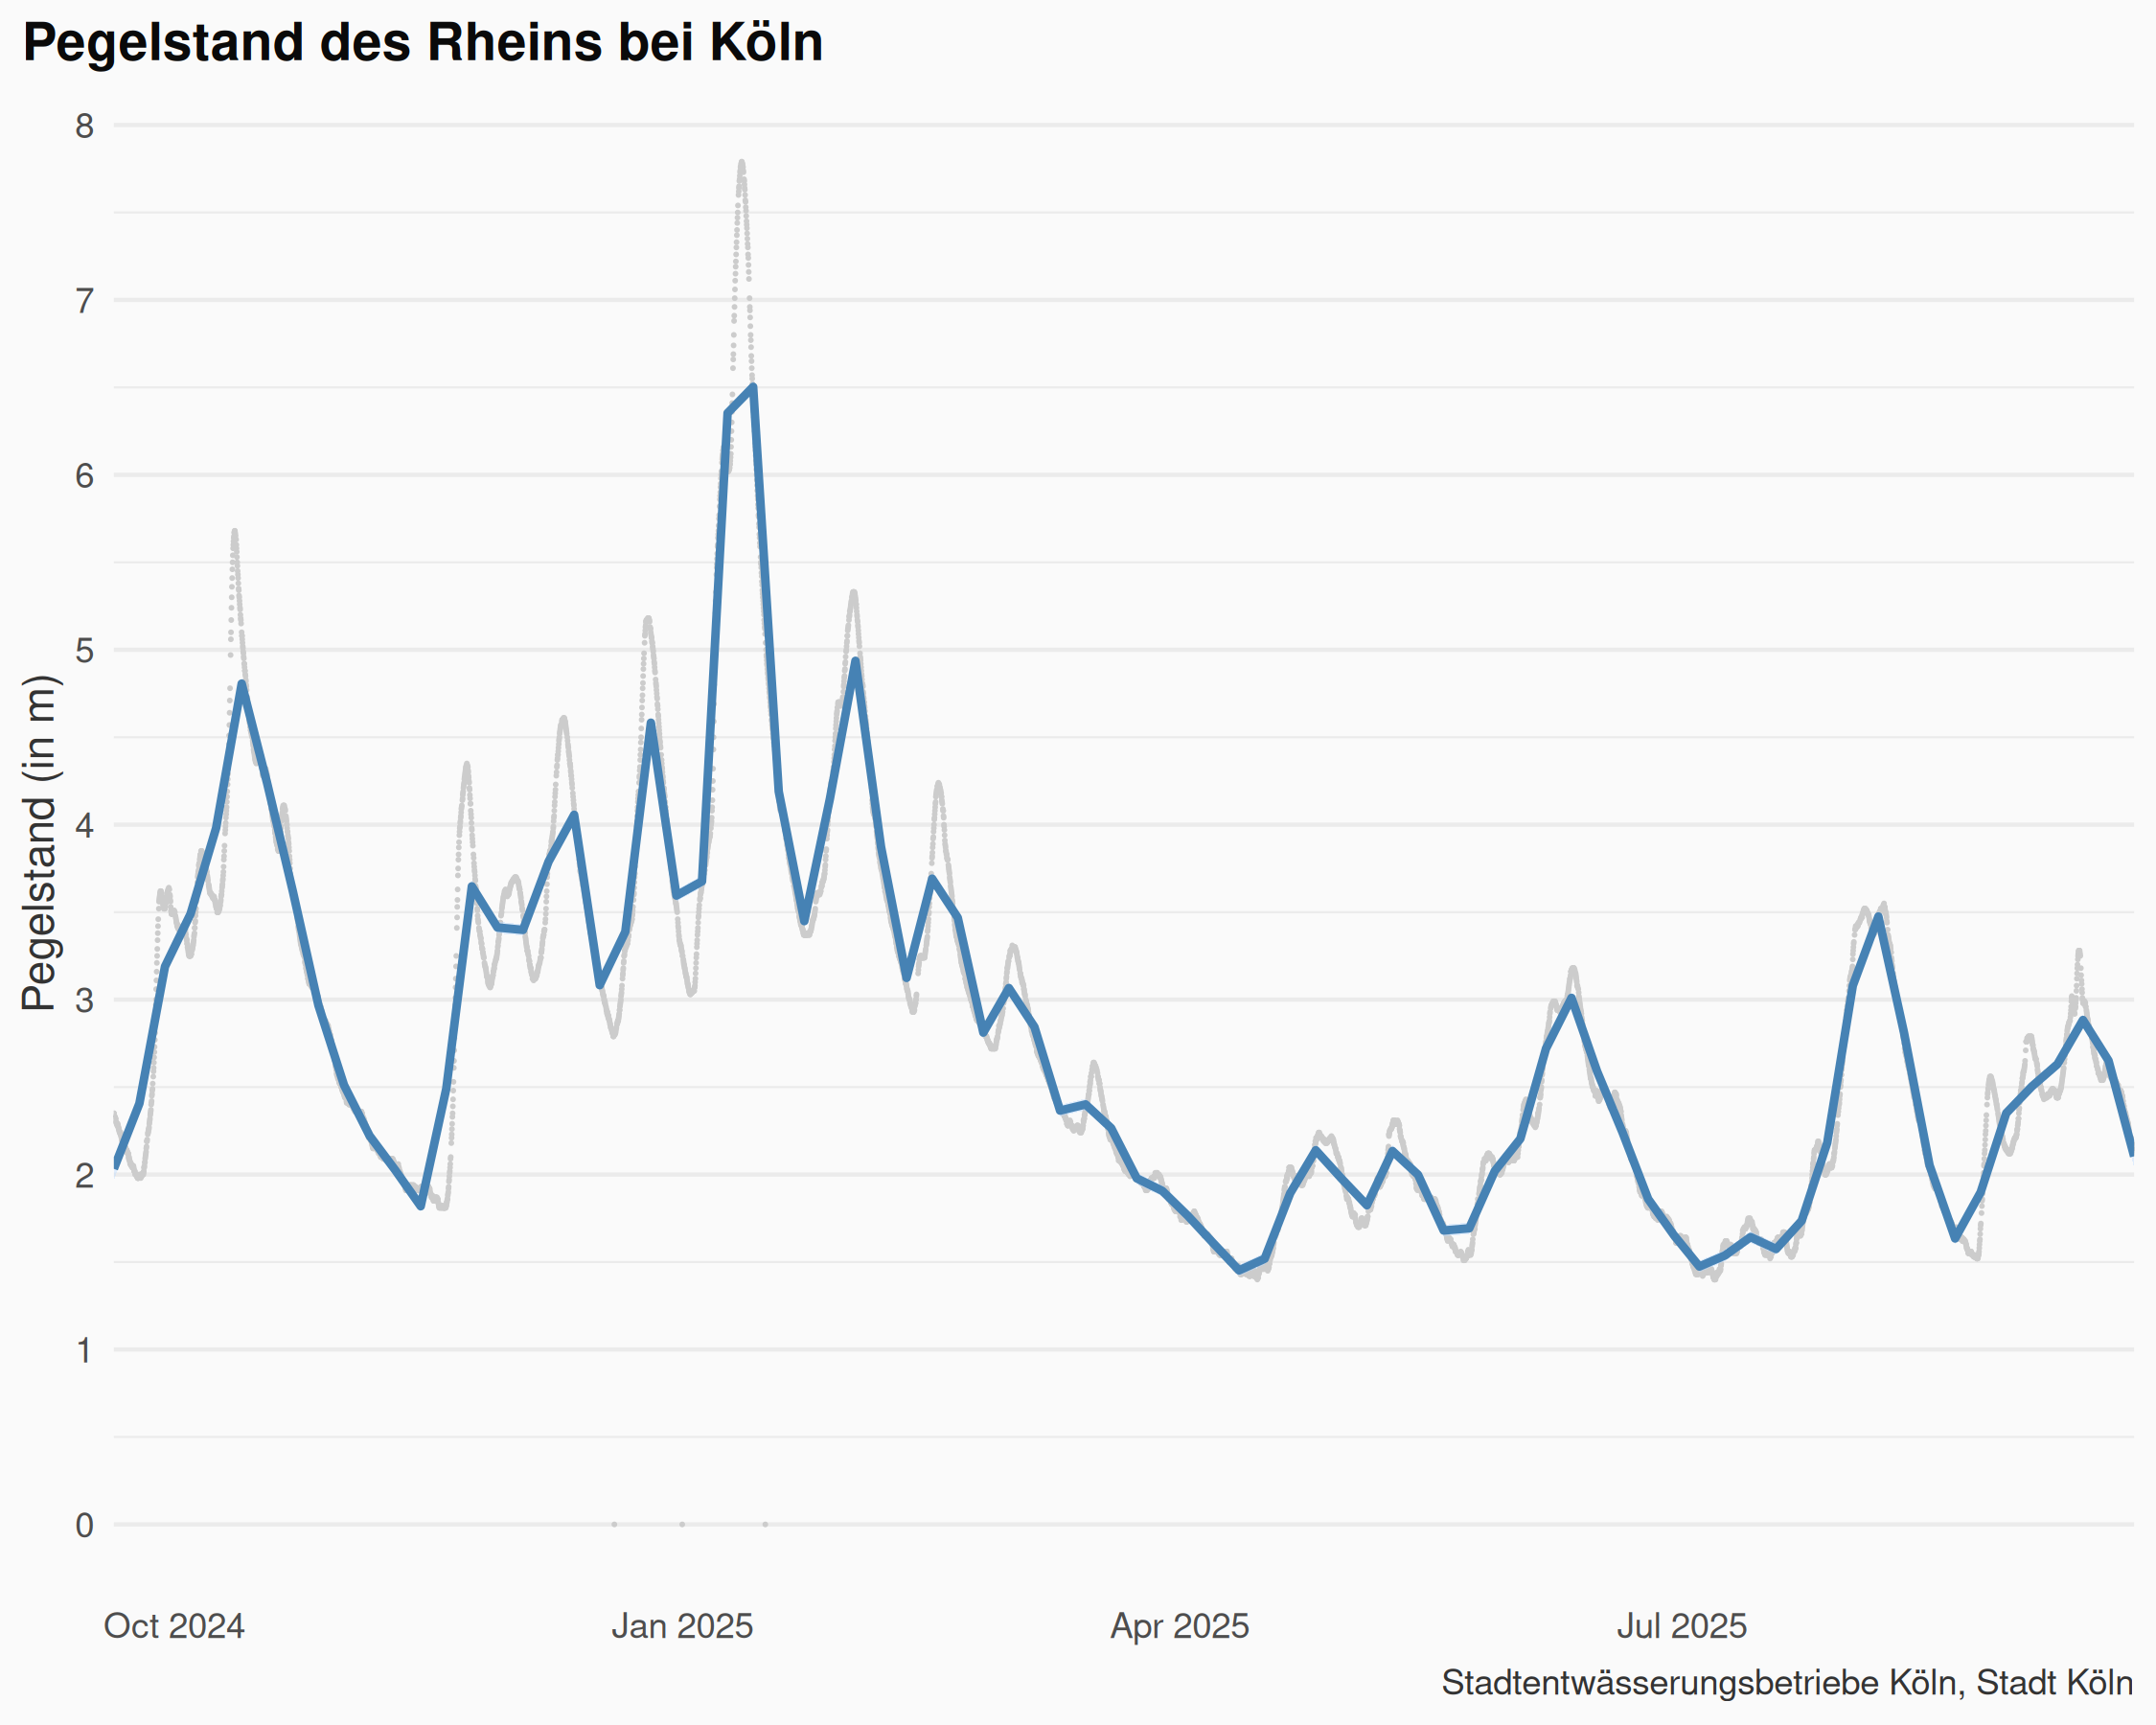 Pegelstand des Rheins bei Köln
Pegelstand (in m)
8
7
6
5
4
3
2
1
0
Oct 2024 Jan 2025 Apr 2025 Jul 2025
Stadtentwässerungsbetriebe Köln, Stadt Köln